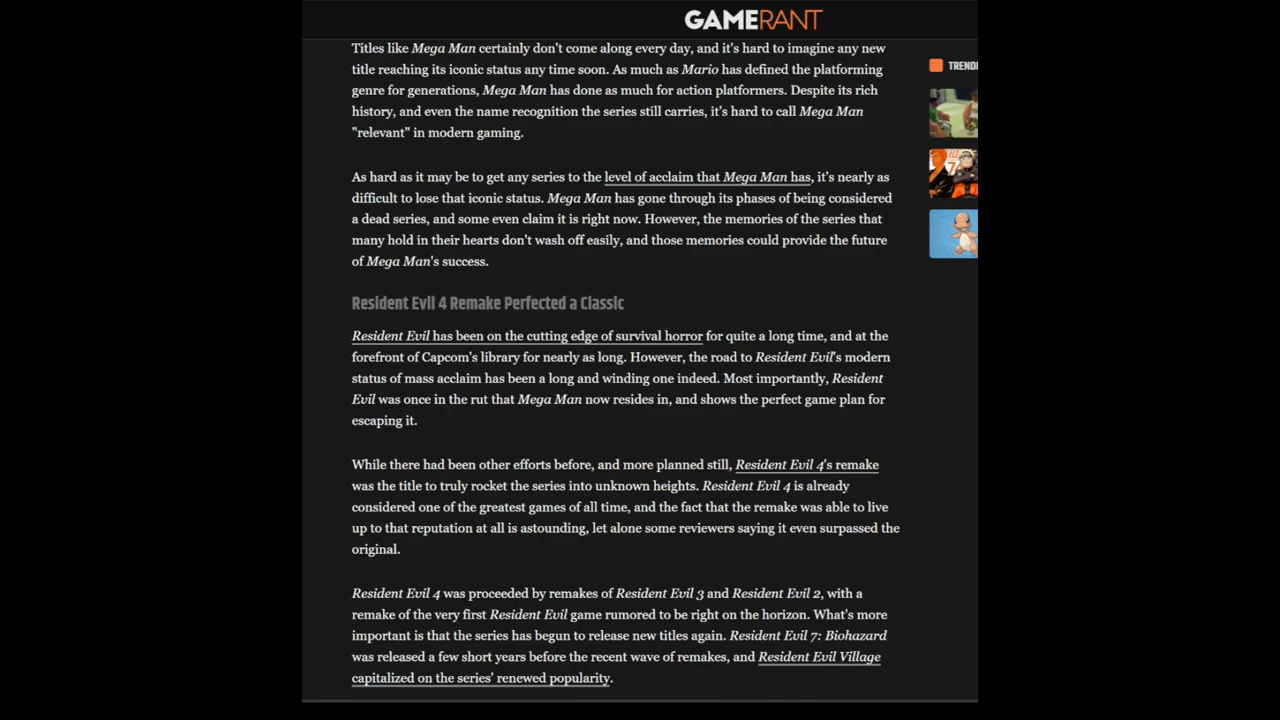 GAMERANT
Titles like Mega Man certainly don't come along every day, and it's hard to imagine any new
title reaching its iconic status any time soon. As much as Mario has defined the platforming
genre for generations, Mega Man has done as much for action platformers. Despite its rich
history, and even the name recognition the series still carries, it's hard to call Mega Man
"relevant" in modern gaming.
As hard as it may be to get any series to the level of acclaim that Mega Man has, it's nearly as
difficult to lose that iconic status. Mega Man has gone through its phases of being considered
a dead series, and some even claim it is right now. However, the memories of the series that
many hold in their hearts don't wash off easily, and those memories could provide the future
of Mega Man's success.
Resident Evil 4 Remake Perfected a Classic
Resident Evil has been on the cutting edge of survival horror for quite a long time, and at the
forefront of Capcom's library for nearly as long. However, the road to Resident Evil's modern
status of mass acclaim has been a long and winding one indeed. Most importantly, Resident
Evil was once in the rut that Mega Man now resides in, and shows the perfect game plan for
escaping it.
While there had been other efforts before, and more planned still, Resident Evil 4's remake
was the title to truly rocket the series into unknown heights. Resident Evil 4 is already
considered one of the greatest games of all time, and the fact that the remake was able to live
up to that reputation at all is astounding, let alone some reviewers saying it even surpassed the
original.
Resident Evil 4 was proceeded by remakes of Resident Evil 3 and Resident Evil 2, with a
remake of the very first Resident Evil game rumored to be right on the horizon. What's more
important is that the series has begun to release new titles again. Resident Evil 7: Biohazard
was released a few short years before the recent wave of remakes, and Resident Evil Village
capitalized on the series' renewed popularity.
TRENDI